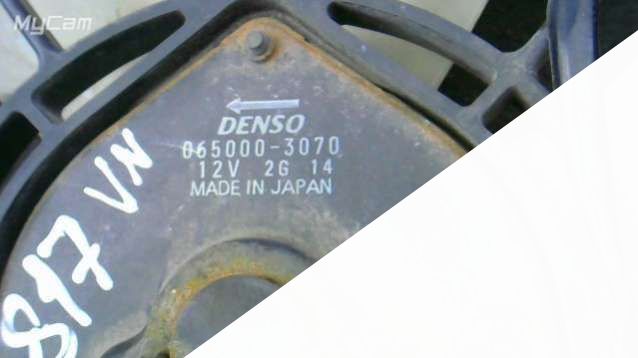 MyCam
DENSO
065000-3070
12V 2G 14
MADE IN JAPAN
817 VN